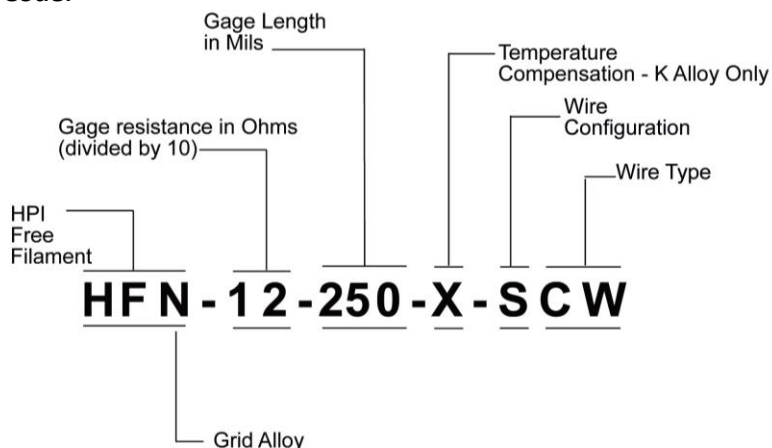 Gage Length
in Mils
Temperature
Compensation - K Alloy Only
Wire
Configuration
Gage resistance in Ohms
(divided by 10)
Wire Type
HPI
Free
Filament
HFN-12-250-X-SCW
Grid Alloy